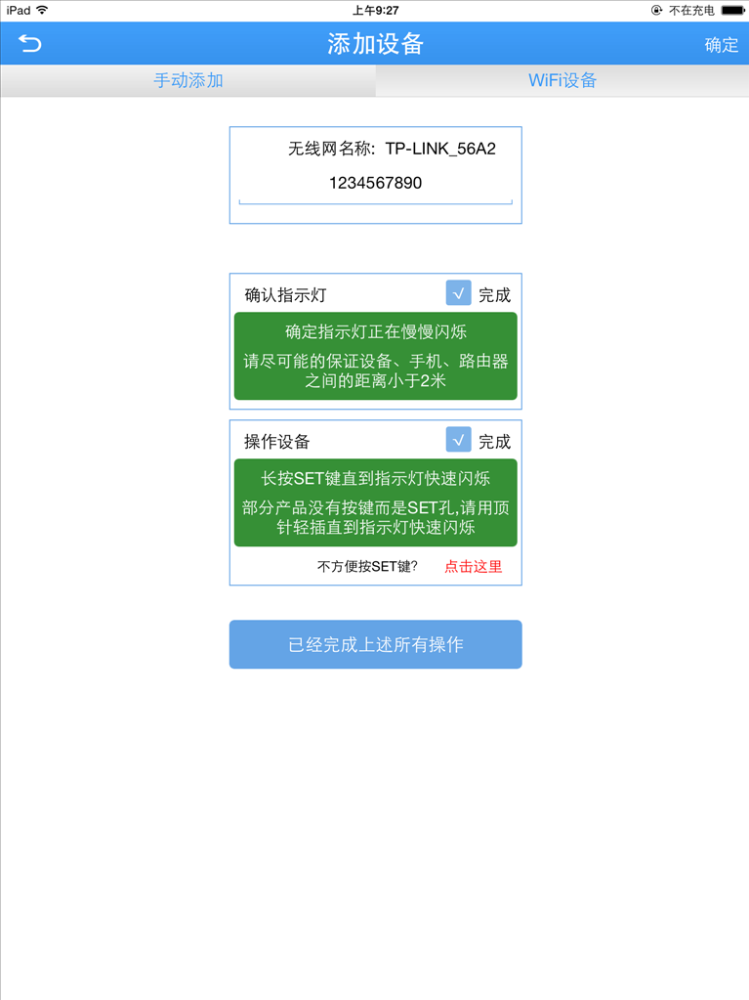 iPad 上午9:27 不在充电
添加设备 确定
手动添加 WiFi设备
无线网名称: TP-LINK_56A2
1234567890
确认指示灯 √ 完成
确定指示灯正在慢慢闪烁
请尽可能的保证设备、手机、路由器
之间的距离小于2米
操作设备 √ 完成
长按SET键直到指示灯快速闪烁
部分产品没有按键而是SET孔,请用顶
针轻插直到指示灯快速闪烁
不方便按SET键? 点击这里
已经完成上述所有操作